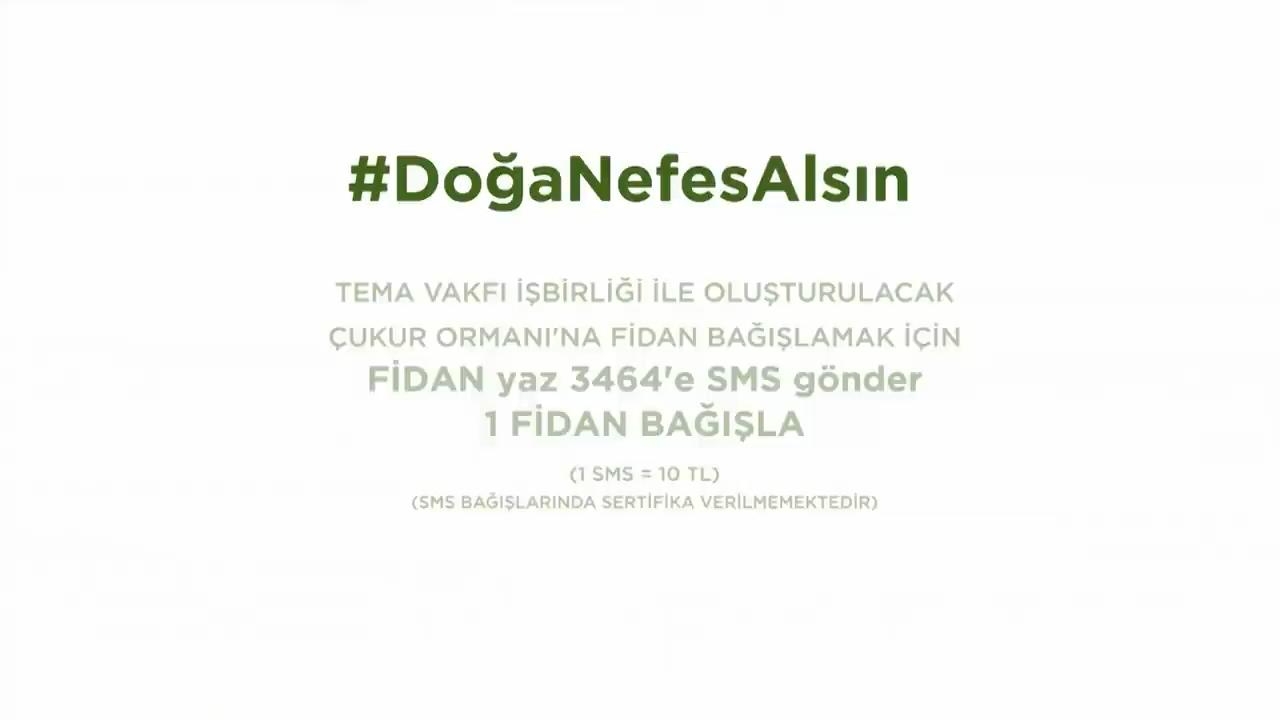 #DoğaNefesAlsın
TEMA VAKFI İŞBİRLİĞİ İLE OLUŞTURULACAK
ÇUKUR ORMANI'NA FİDAN BAĞIŞLAMAK İÇİN
FİDAN yaz 3464'e SMS gönder
1 FİDAN BAĞIŞLA
(1 SMS = 10 TL)
(SMS BAĞIŞLARINDA SERTİFİKA VERİLMEMEKTEDİR)